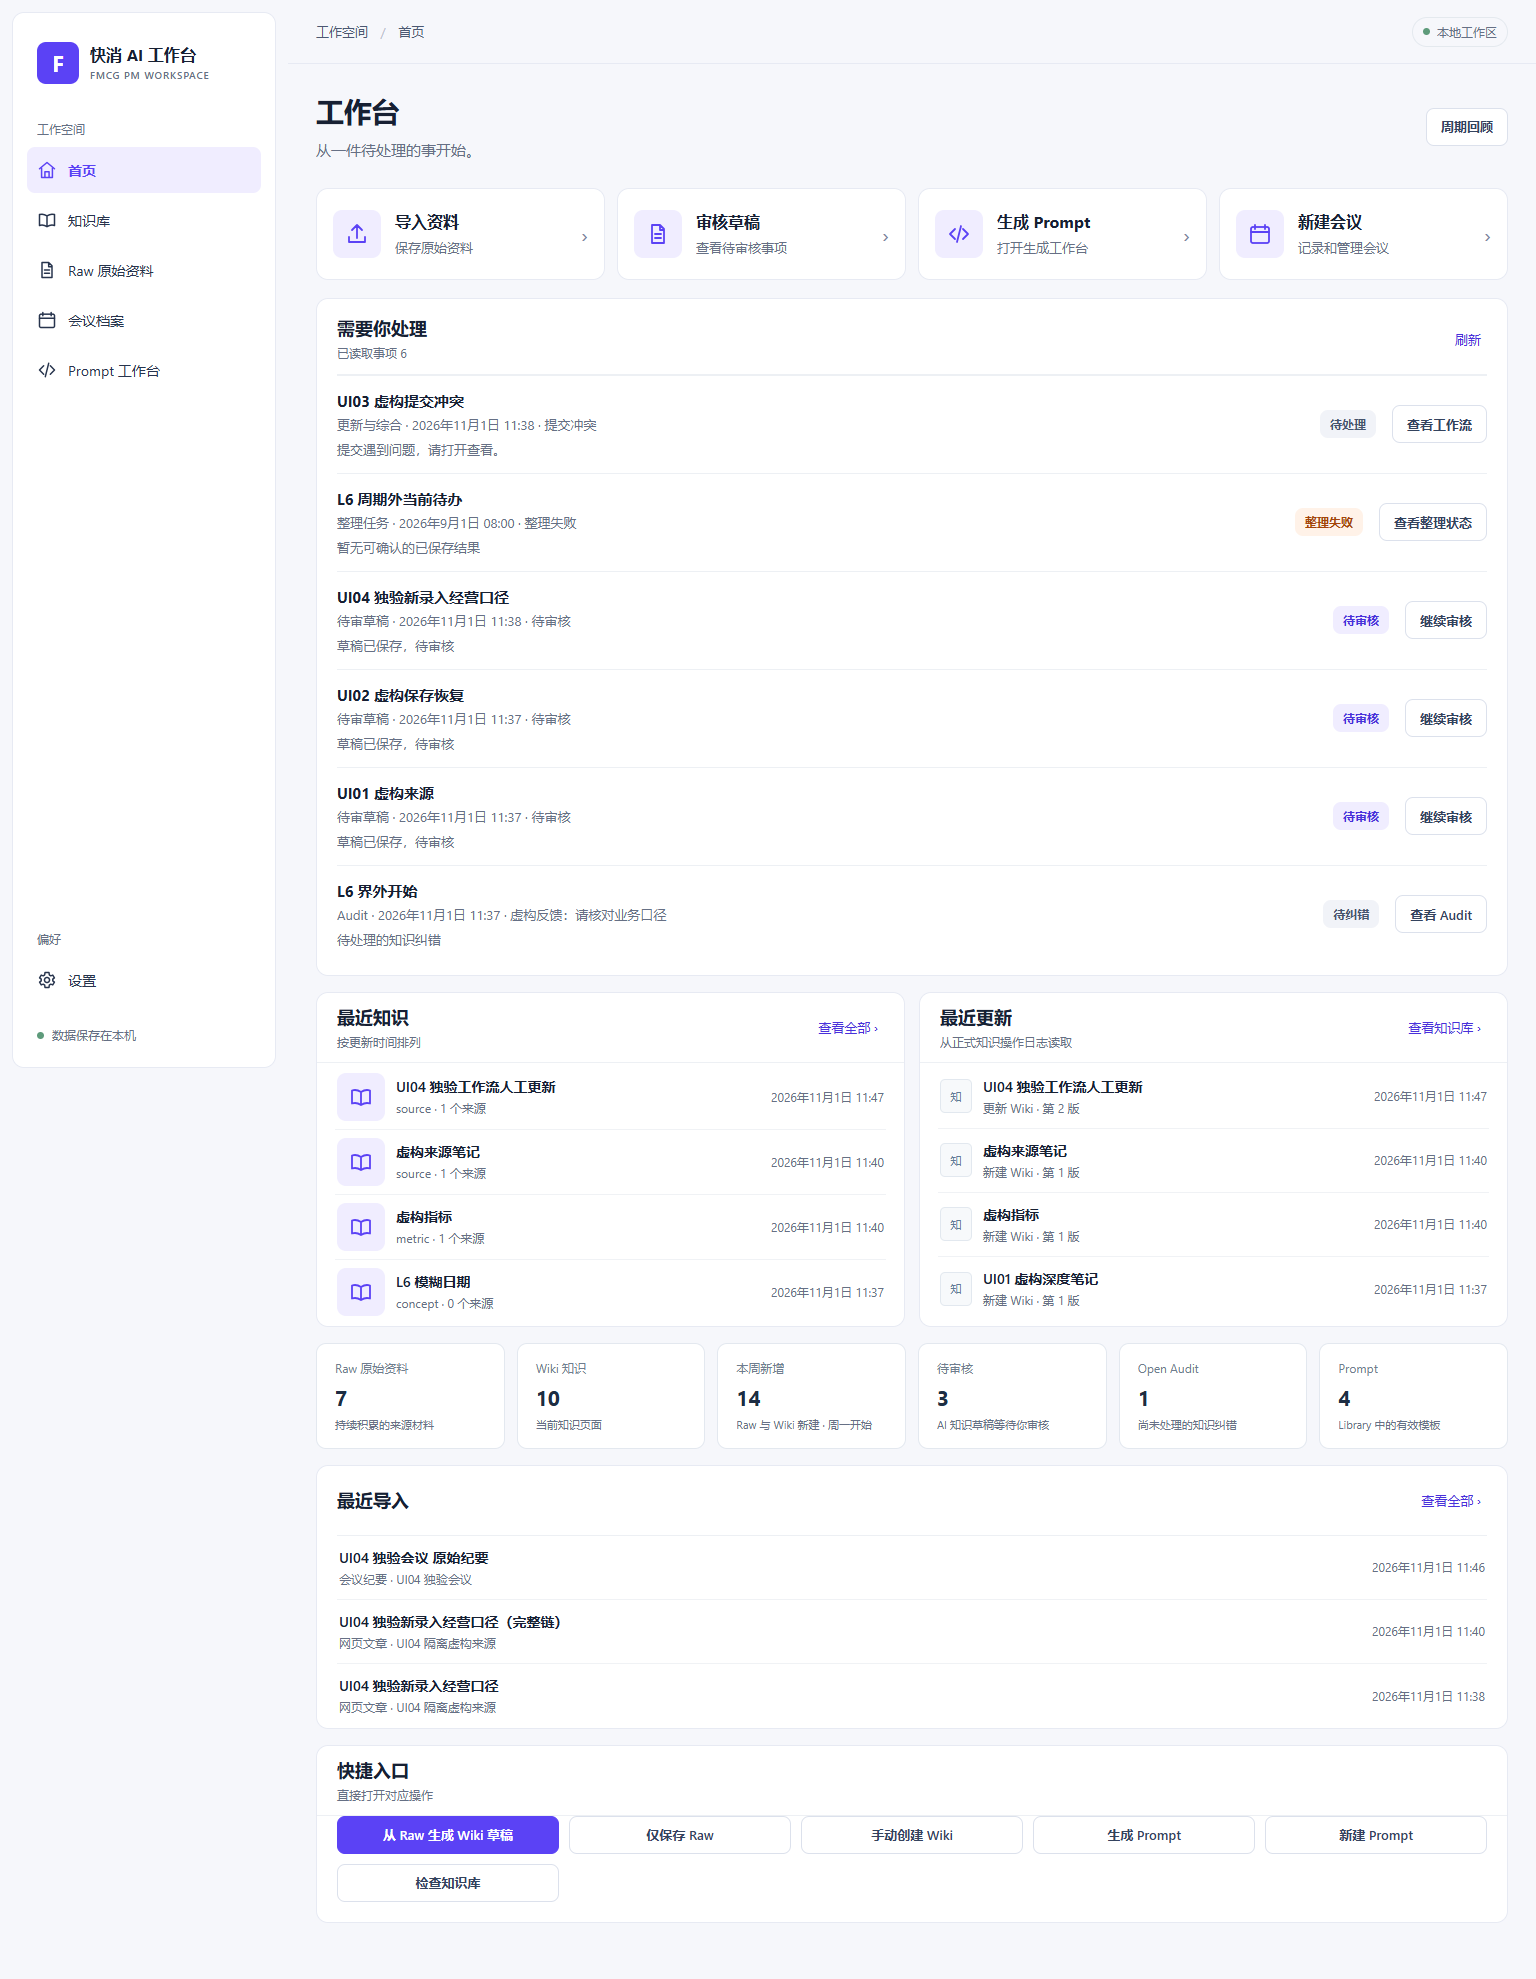 F
快消 AI 工作台
FMCG PM WORKSPACE
工作空间
首页
知识库
Raw 原始资料
会议档案
Prompt 工作台
偏好
设置
数据保存在本机
工作空间 / 首页
本地工作区
工作台
从一件待处理的事开始。
周期回顾
导入资料
保存原始资料
审核草稿
查看待审核事项
生成 Prompt
打开生成工作台
新建会议
记录和管理会议
需要你处理
已读取事项 6
刷新
UI03 虚构提交冲突
更新与综合 · 2026年11月1日 11:38 · 提交冲突
提交遇到问题，请打开查看。
待处理
查看工作流
L6 周期外当前待办
整理任务 · 2026年9月1日 08:00 · 整理失败
暂无可确认的已保存结果
整理失败
查看整理状态
UI04 独验新录入经营口径
待审草稿 · 2026年11月1日 11:38 · 待审核
草稿已保存，待审核
待审核
继续审核
UI02 虚构保存恢复
待审草稿 · 2026年11月1日 11:37 · 待审核
草稿已保存，待审核
待审核
继续审核
UI01 虚构来源
待审草稿 · 2026年11月1日 11:37 · 待审核
草稿已保存，待审核
待审核
继续审核
L6 界外开始
Audit · 2026年11月1日 11:37 · 虚构反馈：请核对业务口径
待处理的知识纠错
待纠错
查看 Audit
最近知识
按更新时间排列
查看全部 ›
UI04 独验工作流人工更新
source · 1 个来源
2026年11月1日 11:47
虚构来源笔记
source · 1 个来源
2026年11月1日 11:40
虚构指标
metric · 1 个来源
2026年11月1日 11:40
L6 模糊日期
concept · 0 个来源
2026年11月1日 11:37
最近更新
从正式知识操作日志读取
查看知识库 ›
知
UI04 独验工作流人工更新
更新 Wiki · 第 2 版
2026年11月1日 11:47
知
虚构来源笔记
新建 Wiki · 第 1 版
2026年11月1日 11:40
知
虚构指标
新建 Wiki · 第 1 版
2026年11月1日 11:40
知
UI01 虚构深度笔记
新建 Wiki · 第 1 版
2026年11月1日 11:37
Raw 原始资料
7
持续积累的来源材料
Wiki 知识
10
当前知识页面
本周新增
14
Raw 与 Wiki 新建 · 周一开始
待审核
3
AI 知识草稿等待你审核
Open Audit
1
尚未处理的知识纠错
Prompt
4
Library 中的有效模板
最近导入
查看全部 ›
UI04 独验会议 原始纪要
会议纪要 · UI04 独验会议
2026年11月1日 11:46
UI04 独验新录入经营口径（完整链）
网页文章 · UI04 隔离虚构来源
2026年11月1日 11:40
UI04 独验新录入经营口径
网页文章 · UI04 隔离虚构来源
2026年11月1日 11:38
快捷入口
直接打开对应操作
从 Raw 生成 Wiki 草稿
仅保存 Raw
手动创建 Wiki
生成 Prompt
新建 Prompt
检查知识库